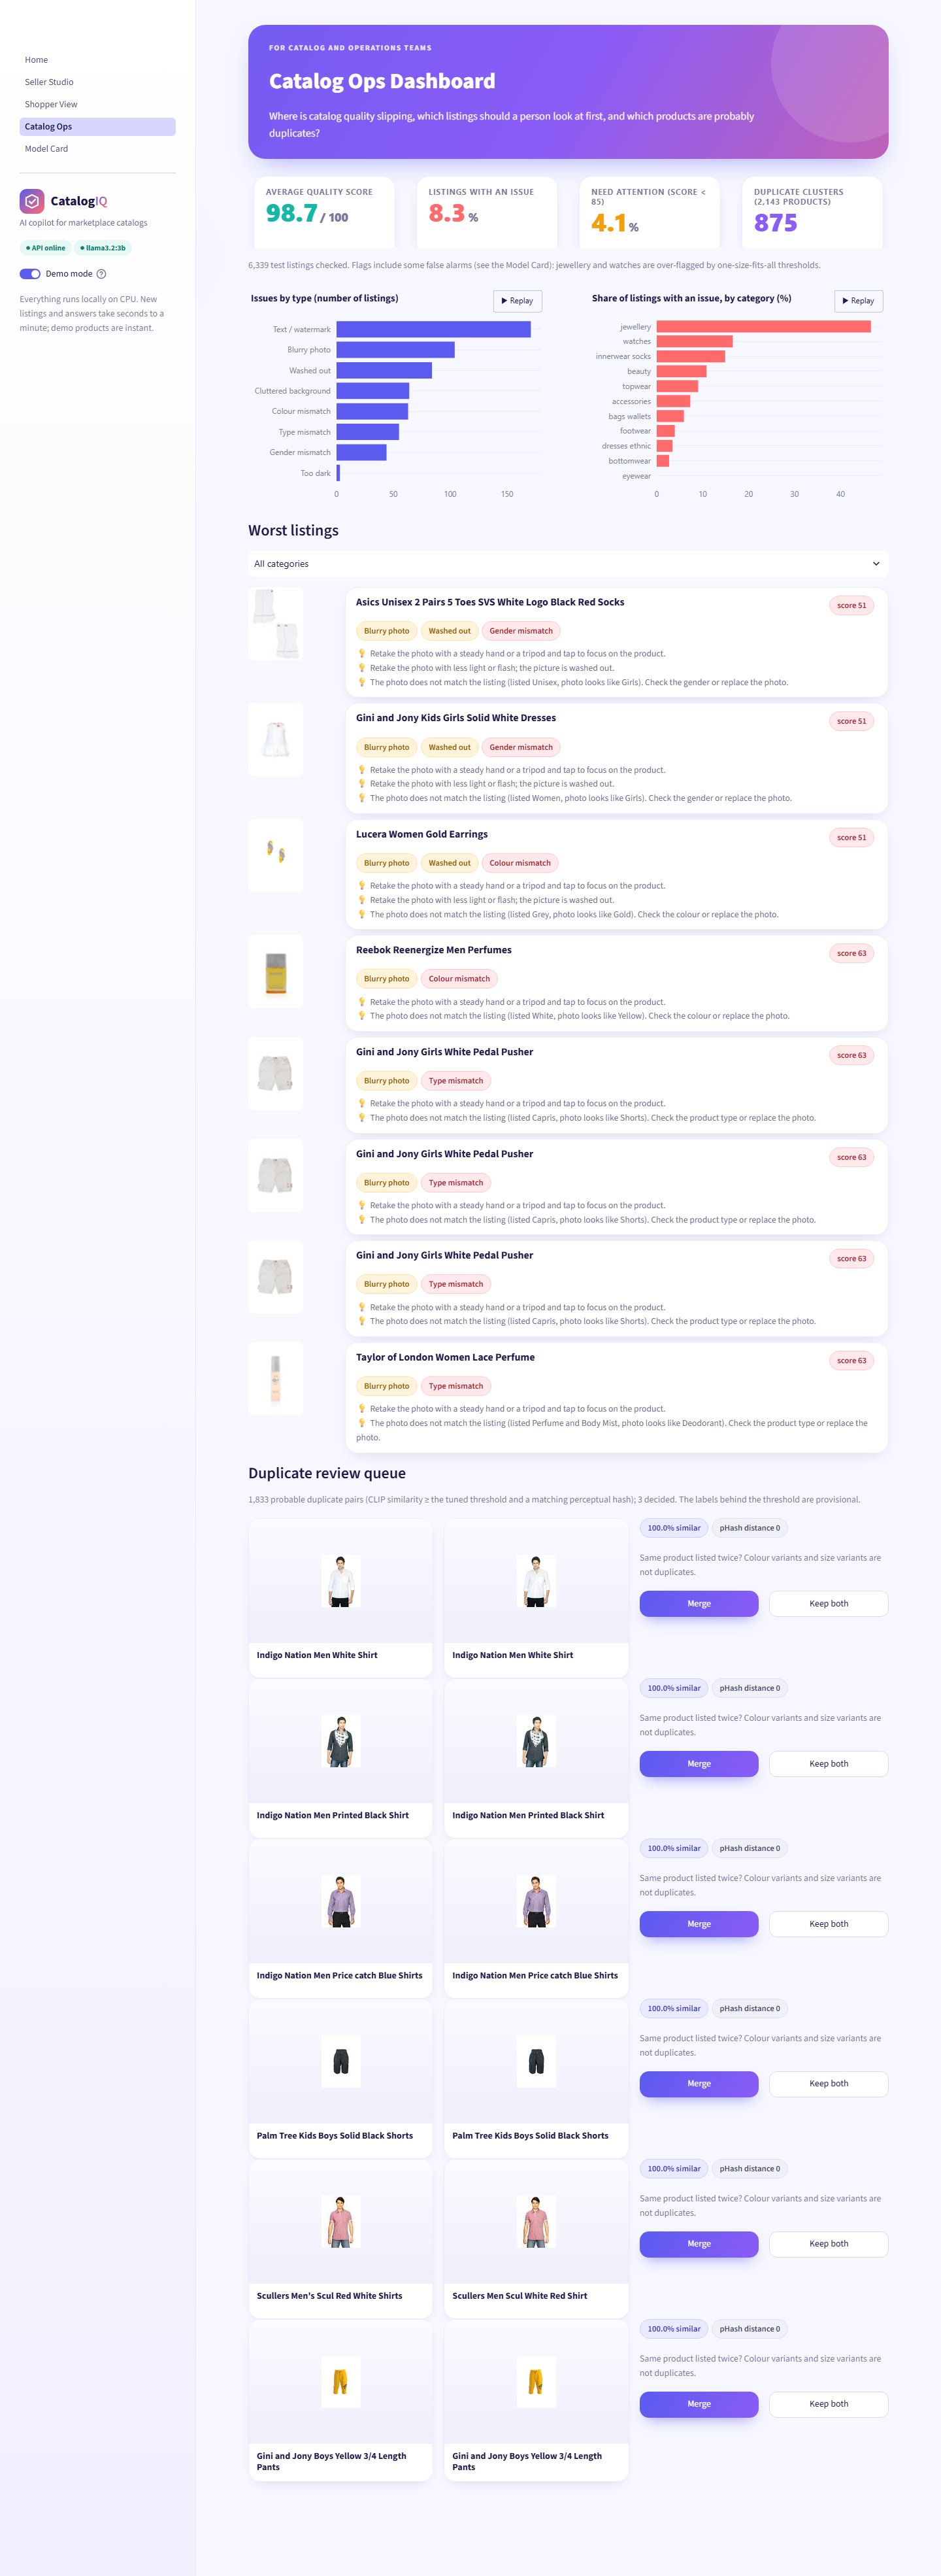 Home
Seller Studio
Shopper View
Catalog Ops
Model Card
CatalogIQ
AI copilot for marketplace catalogs
API online
llama3.2:3b
Demo mode
?
Everything runs locally on CPU. New
listings and answers take seconds to a
minute; demo products are instant.
FOR CATALOG AND OPERATIONS TEAMS
Catalog Ops Dashboard
Where is catalog quality slipping, which listings should a person look at first, and which products are probably
duplicates?
AVERAGE QUALITY SCORE
98.7 / 100
LISTINGS WITH AN ISSUE
8.3 %
NEED ATTENTION (SCORE <
85)
4.1 %
DUPLICATE CLUSTERS
(2,143 PRODUCTS)
875
6,339 test listings checked. Flags include some false alarms (see the Model Card): jewellery and watches are over-flagged by one-size-fits-all thresholds.
Issues by type (number of listings)
▶ Replay
Text / watermark
Blurry photo
Washed out
Cluttered background
Colour mismatch
Type mismatch
Gender mismatch
Too dark
0 50 100 150
Share of listings with an issue, by category (%)
▶ Replay
jewellery
watches
innerwear socks
beauty
topwear
accessories
bags wallets
footwear
dresses ethnic
bottomwear
eyewear
0 10 20 30 40
Worst listings
All categories
Asics Unisex 2 Pairs 5 Toes SVS White Logo Black Red Socks
score 51
Blurry photo Washed out Gender mismatch
Retake the photo with a steady hand or a tripod and tap to focus on the product.
Retake the photo with less light or flash; the picture is washed out.
The photo does not match the listing (listed Unisex, photo looks like Girls). Check the gender or replace the photo.
Gini and Jony Kids Girls Solid White Dresses
score 51
Blurry photo Washed out Gender mismatch
Retake the photo with a steady hand or a tripod and tap to focus on the product.
Retake the photo with less light or flash; the picture is washed out.
The photo does not match the listing (listed Women, photo looks like Girls). Check the gender or replace the photo.
Lucera Women Gold Earrings
score 51
Blurry photo Washed out Colour mismatch
Retake the photo with a steady hand or a tripod and tap to focus on the product.
Retake the photo with less light or flash; the picture is washed out.
The photo does not match the listing (listed Grey, photo looks like Gold). Check the colour or replace the photo.
Reebok Reenergize Men Perfumes
score 63
Blurry photo Colour mismatch
Retake the photo with a steady hand or a tripod and tap to focus on the product.
The photo does not match the listing (listed White, photo looks like Yellow). Check the colour or replace the photo.
Gini and Jony Girls White Pedal Pusher
score 63
Blurry photo Type mismatch
Retake the photo with a steady hand or a tripod and tap to focus on the product.
The photo does not match the listing (listed Capris, photo looks like Shorts). Check the product type or replace the photo.
Gini and Jony Girls White Pedal Pusher
score 63
Blurry photo Type mismatch
Retake the photo with a steady hand or a tripod and tap to focus on the product.
The photo does not match the listing (listed Capris, photo looks like Shorts). Check the product type or replace the photo.
Gini and Jony Girls White Pedal Pusher
score 63
Blurry photo Type mismatch
Retake the photo with a steady hand or a tripod and tap to focus on the product.
The photo does not match the listing (listed Capris, photo looks like Shorts). Check the product type or replace the photo.
Taylor of London Women Lace Perfume
score 63
Blurry photo Type mismatch
Retake the photo with a steady hand or a tripod and tap to focus on the product.
The photo does not match the listing (listed Perfume and Body Mist, photo looks like Deodorant). Check the product type or replace the
photo.
Duplicate review queue
1,833 probable duplicate pairs (CLIP similarity ≥ the tuned threshold and a matching perceptual hash); 3 decided. The labels behind the threshold are provisional.
Indigo Nation Men White Shirt
Indigo Nation Men White Shirt
100.0% similar pHash distance 0
Same product listed twice? Colour variants and size variants are
not duplicates.
Merge Keep both
Indigo Nation Men Printed Black Shirt
Indigo Nation Men Printed Black Shirt
100.0% similar pHash distance 0
Same product listed twice? Colour variants and size variants are
not duplicates.
Merge Keep both
Indigo Nation Men Price catch Blue Shirts
Indigo Nation Men Price catch Blue Shirts
100.0% similar pHash distance 0
Same product listed twice? Colour variants and size variants are
not duplicates.
Merge Keep both
Palm Tree Kids Boys Solid Black Shorts
Palm Tree Kids Boys Solid Black Shorts
100.0% similar pHash distance 0
Same product listed twice? Colour variants and size variants are
not duplicates.
Merge Keep both
Scullers Men's Scul Red White Shirts
Scullers Men Scul White Red Shirt
100.0% similar pHash distance 0
Same product listed twice? Colour variants and size variants are
not duplicates.
Merge Keep both
Gini and Jony Boys Yellow 3/4 Length
Pants
Gini and Jony Boys Yellow 3/4 Length
Pants
100.0% similar pHash distance 0
Same product listed twice? Colour variants and size variants are
not duplicates.
Merge Keep both